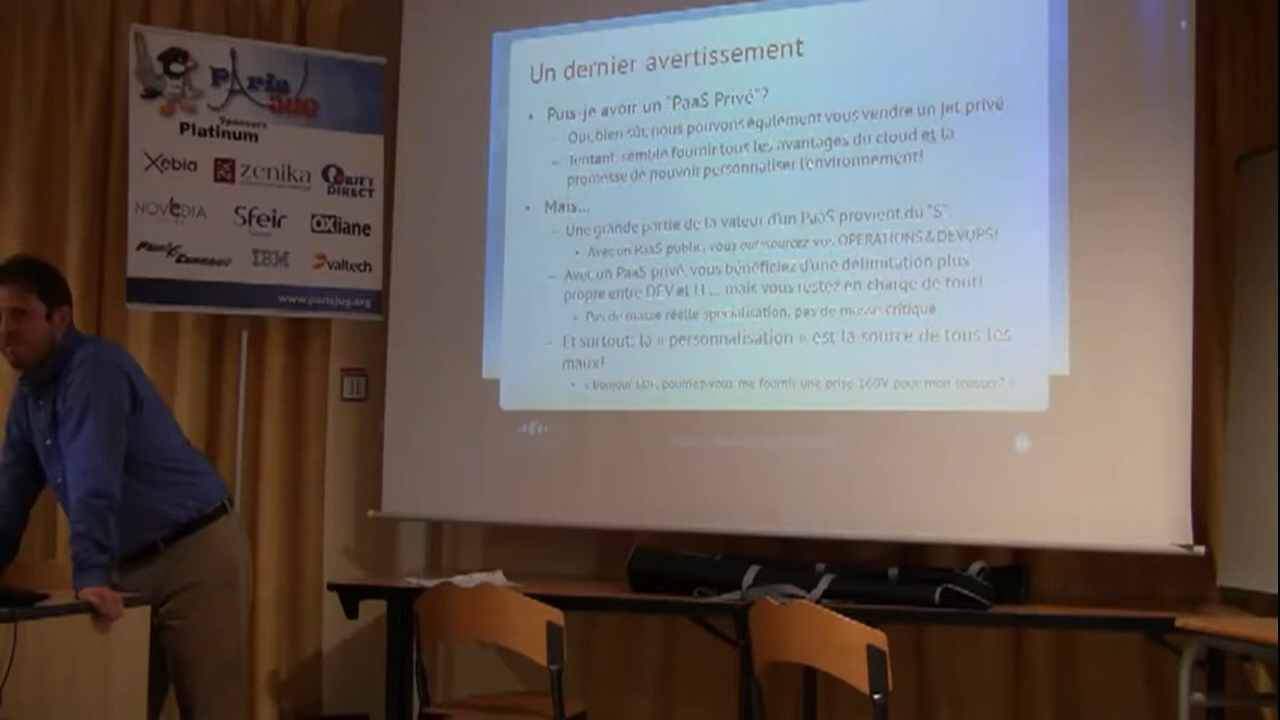 Paris
JUG
Sponsors
Platinum
Xebia
zenika
OBJET
DIRECT
NOVEDIA
Sfeir
OXiane
IBM
valtech
www.parisjug.org
Un dernier avertissement
• Puis-je avoir un "PaaS Privé"?
– Oui, bien sûr, nous pouvons également vous vendre un jet privé
– Tentant: semble fournir tous les avantages du cloud et la
promesse de pouvoir personnaliser l'environnement!
• Mais...
– Une grande partie de la valeur d'un PaaS provient du "S".
• Avec un PaaS public, vous out-sourcez vos OPERATIONS & DEVOPS!
– Avec un PaaS privé, vous bénéficiez d'une délimitation plus
propre entre DEV et IT ... mais vous restez en charge de tout!
• Pas de masse réelle spécialisation, pas de masse critique
– Et surtout: la « personnalisation » est la source de tous les
maux!
• « Bonjour EDF, pourriez-vous me fournir une prise 160V pour mon toaster? »